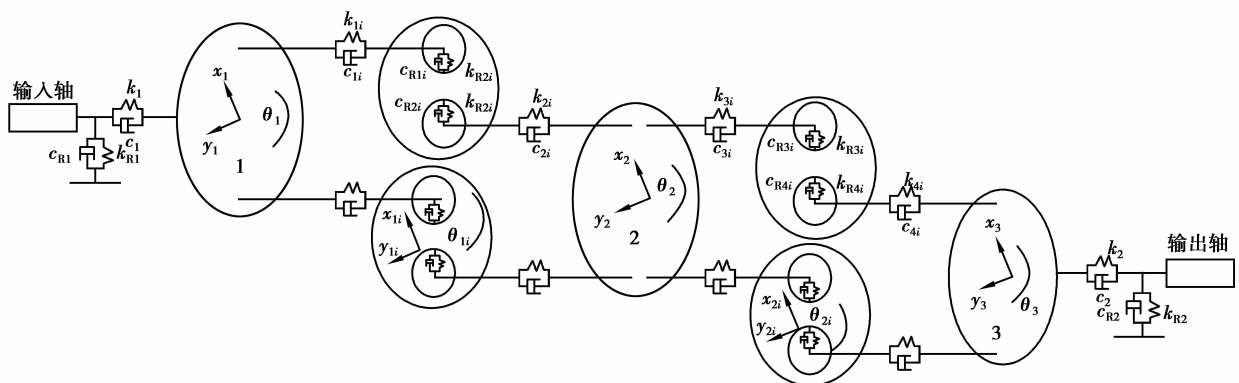 输入轴
k1
c1
cR1
kR1
x1
y1
θ1
1
k1i
c1i
cR1i
kR2i
cR2i
kR2i
x1i
y1i
θ1i
k2i
c2i
x2
y2
θ2
2
k3i
c3i
cR3i
kR3i
cR4i
kR4i
x2i
y2i
θ2i
k4i
c4i
x3
y3
θ3
3
k2
c2
cR2
kR2
输出轴